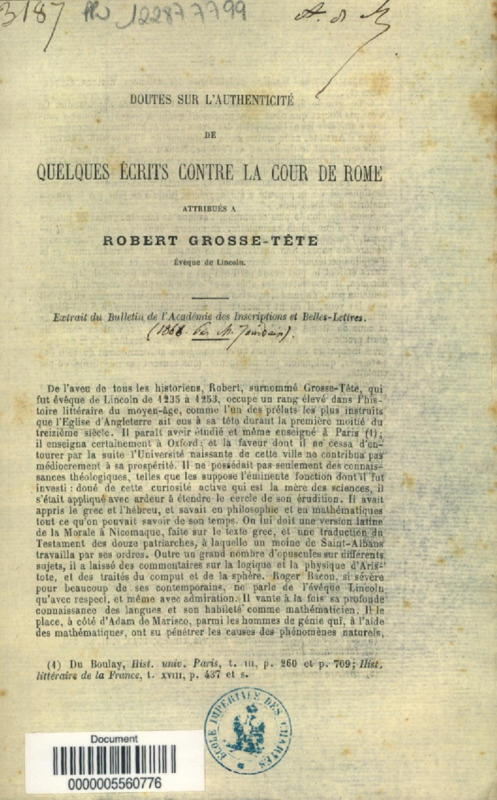 3187 PPN 122877799 A. de M
DOUTES SUR L'AUTHENTICITÉ
DE
QUELQUES ÉCRITS CONTRE LA COUR DE ROME
ATTRIBUÉS A
ROBERT GROSSE-TÊTE
Évêque de Lincoln.
Extrait du Bulletin de l'Académie des Inscriptions et Belles-Lettres.
(1868 par M. Jourdain).
De l'aveu de tous les historiens, Robert, surnommé Grosse-Tête, qui
fut évêque de Lincoln de 1235 à 1253, occupe un rang élevé dans l'his-
toire littéraire du moyen-âge, comme l'un des prélats les plus instruits
que l'Eglise d'Angleterre ait eus à sa tête durant la première moitié du
treizième siècle. Il paraît avoir étudié et même enseigné à Paris (1);
il enseigna certainement à Oxford; et la faveur dont il ne cessa d'en-
tourer par la suite l'Université naissante de cette ville ne contribua pas
médiocrement à sa prospérité. Il ne possédait pas seulement des connais-
sances théologiques, telles que les suppose l'éminente fonction dont il fut
investi: doué de cette curiosité active qui est la mère des sciences, il
s'était appliqué avec ardeur à étendre le cercle de son érudition. Il avait
appris le grec et l'hébreu, et savait en philosophie et en mathématiques
tout ce qu'on pouvait savoir de son temps. On lui doit une version latine
de la Morale à Nicomaque, faite sur le texte grec, et une traduction du
Testament des douze patriarches, à laquelle un moine de Saint-Albans
travailla par ses ordres. Outre un grand nombre d'opuscules sur différents
sujets, il a laissé des commentaires sur la logique et la physique d'Aris-
tote, et des traités du comput et de la sphère. Roger Bacon, si sévère
pour beaucoup de ses contemporains, ne parle de l'évêque Lincoln
qu'avec respect, et même avec admiration. Il vante à la fois sa profonde
connaissance des langues et son habileté comme mathématicien. Il le
place, à côté d'Adam de Marisco, parmi les hommes de génie qui, à l'aide
des mathématiques, ont su pénétrer les causes des phénomènes naturels,
(1) Du Boulay, Hist. univ. Paris, t. III, p. 260 et p. 709; Hist.
littéraire de la France, t. XVIII, p. 437 et s.
ÉCOLE IMPÉRIALE DES CHARTES
Document
0000005560776